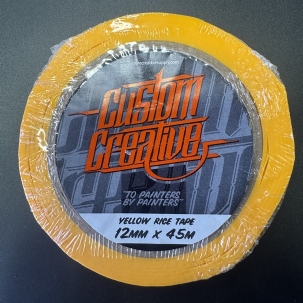 Custom
Creative
"TO PAINTERS
BY PAINTERS"
YELLOW RICE TAPE
12MM X 45M